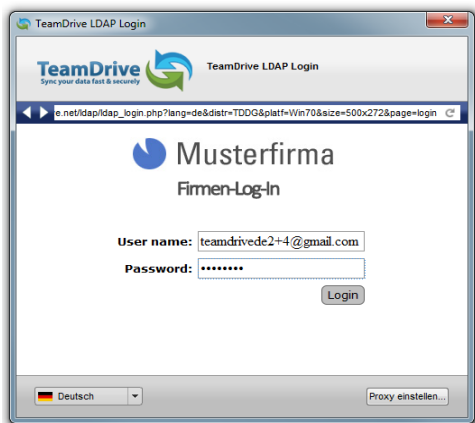 TeamDrive LDAP Login
TeamDrive
Sync your data fast & securely
TeamDrive LDAP Login
e.net/ldap/ldap_login.php?lang=de&distr=TDDG&platf=Win70&size=500x272&page=login
Musterfirma
Firmen-Log-In
User name: teamdrivede2+4@gmail.com
Password: ••••••••
Login
Deutsch
Proxy einstellen...